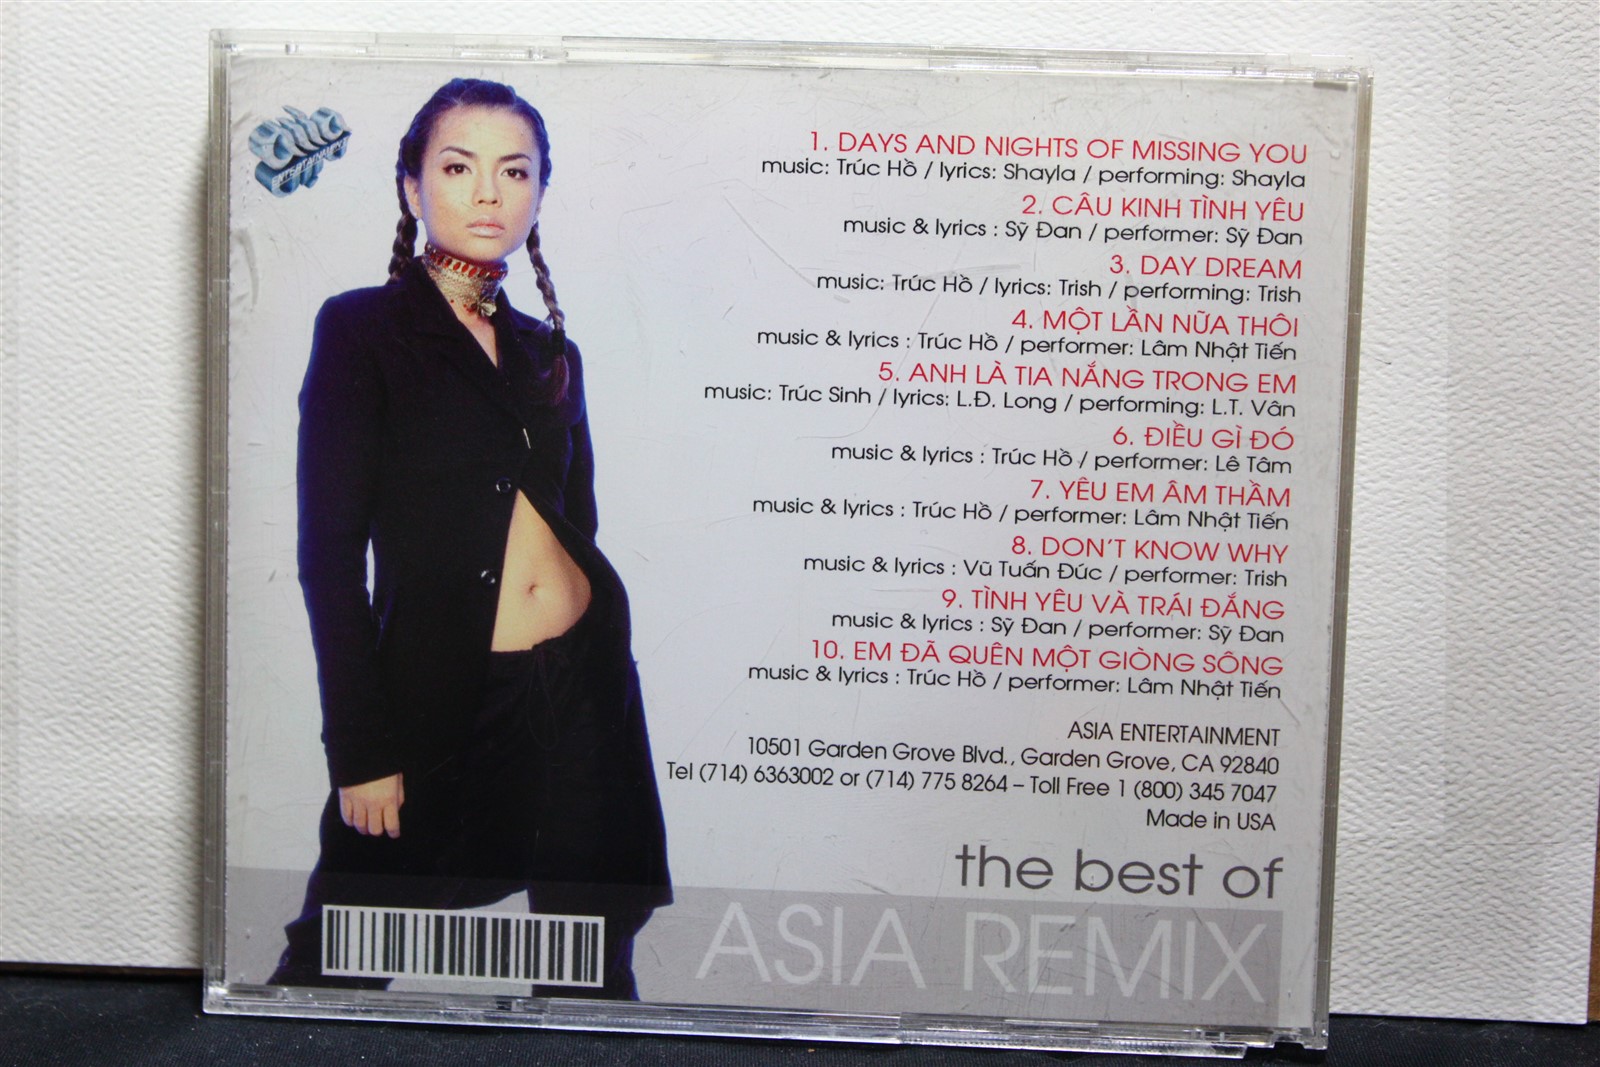 asia
ENTERTAINMENT
1. DAYS AND NIGHTS OF MISSING YOU
music: Trúc Hồ / lyrics: Shayla / performing: Shayla
2. CÂU KINH TÌNH YÊU
music & lyrics : Sỹ Đan / performer: Sỹ Đan
3. DAY DREAM
music: Trúc Hồ / lyrics: Trish / performing: Trish
4. MỘT LẦN NỮA THÔI
music & lyrics : Trúc Hồ / performer: Lâm Nhật Tiến
5. ANH LÀ TIA NẮNG TRONG EM
music: Trúc Sinh / lyrics: L.Đ. Long / performing: L.T. Vân
6. ĐIỀU GÌ ĐÓ
music & lyrics : Trúc Hồ / performer: Lê Tâm
7. YÊU EM ÂM THẦM
music & lyrics : Trúc Hồ / performer: Lâm Nhật Tiến
8. DON'T KNOW WHY
music & lyrics : Vũ Tuấn Đức / performer: Trish
9. TÌNH YÊU VÀ TRÁI ĐẮNG
music & lyrics : Sỹ Đan / performer: Sỹ Đan
10. EM ĐÃ QUÊN MỘT GIÒNG SÔNG
music & lyrics : Trúc Hồ / performer: Lâm Nhật Tiến
ASIA ENTERTAINMENT
10501 Garden Grove Blvd., Garden Grove, CA 92840
Tel (714) 6363002 or (714) 775 8264 – Toll Free 1 (800) 345 7047
Made in USA
the best of
ASIA REMIX